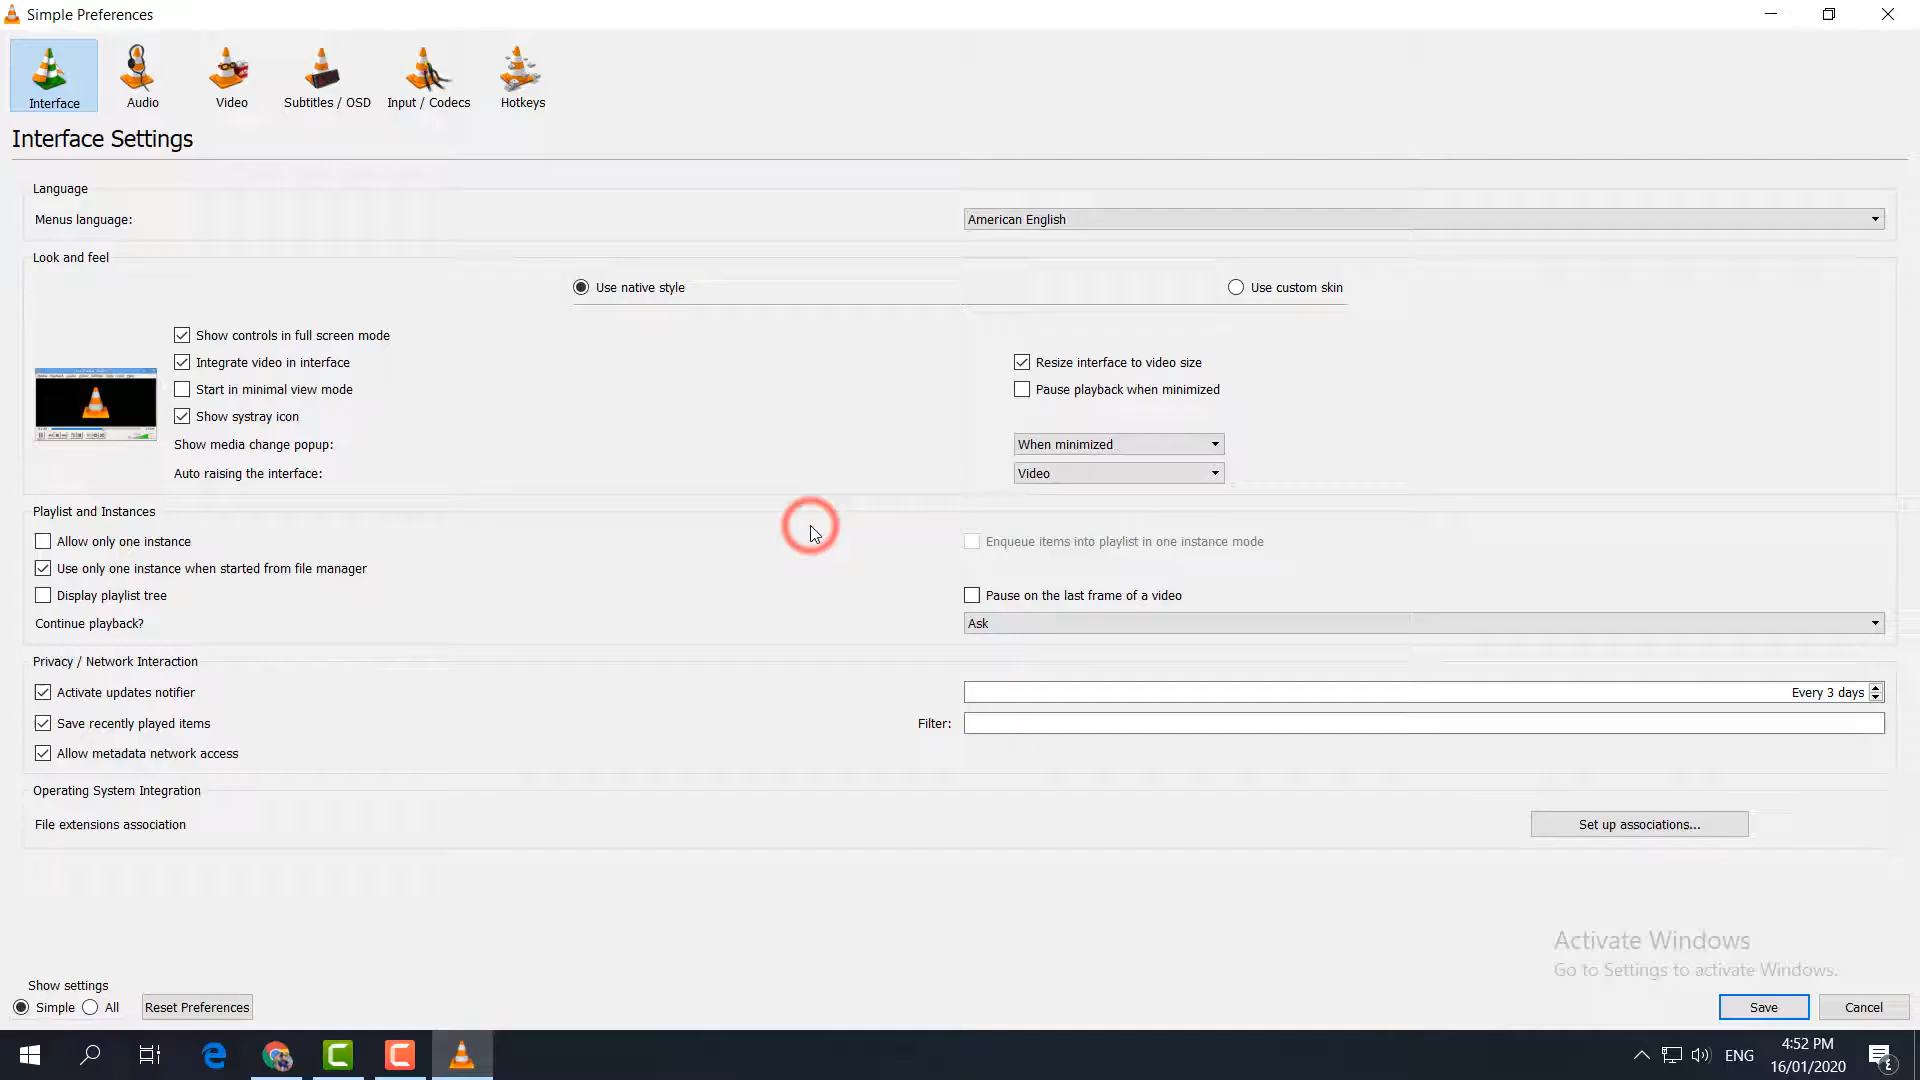 Simple Preferences
Interface
Audio
Video
Subtitles / OSD
Input / Codecs
Hotkeys
Interface Settings
Language
Menus language:
American English
Look and feel
Use native style
Use custom skin
Show controls in full screen mode
Integrate video in interface
Resize interface to video size
Start in minimal view mode
Pause playback when minimized
Show systray icon
Show media change popup:
When minimized
Auto raising the interface:
Video
Playlist and Instances
Allow only one instance
Enqueue items into playlist in one instance mode
Use only one instance when started from file manager
Display playlist tree
Pause on the last frame of a video
Continue playback?
Ask
Privacy / Network Interaction
Activate updates notifier
Every 3 days
Save recently played items
Filter:
Allow metadata network access
Operating System Integration
File extensions association
Set up associations...
Activate Windows
Go to Settings to activate Windows.
Show settings
Simple
All
Reset Preferences
Save
Cancel
ENG
4:52 PM
16/01/2020
٤